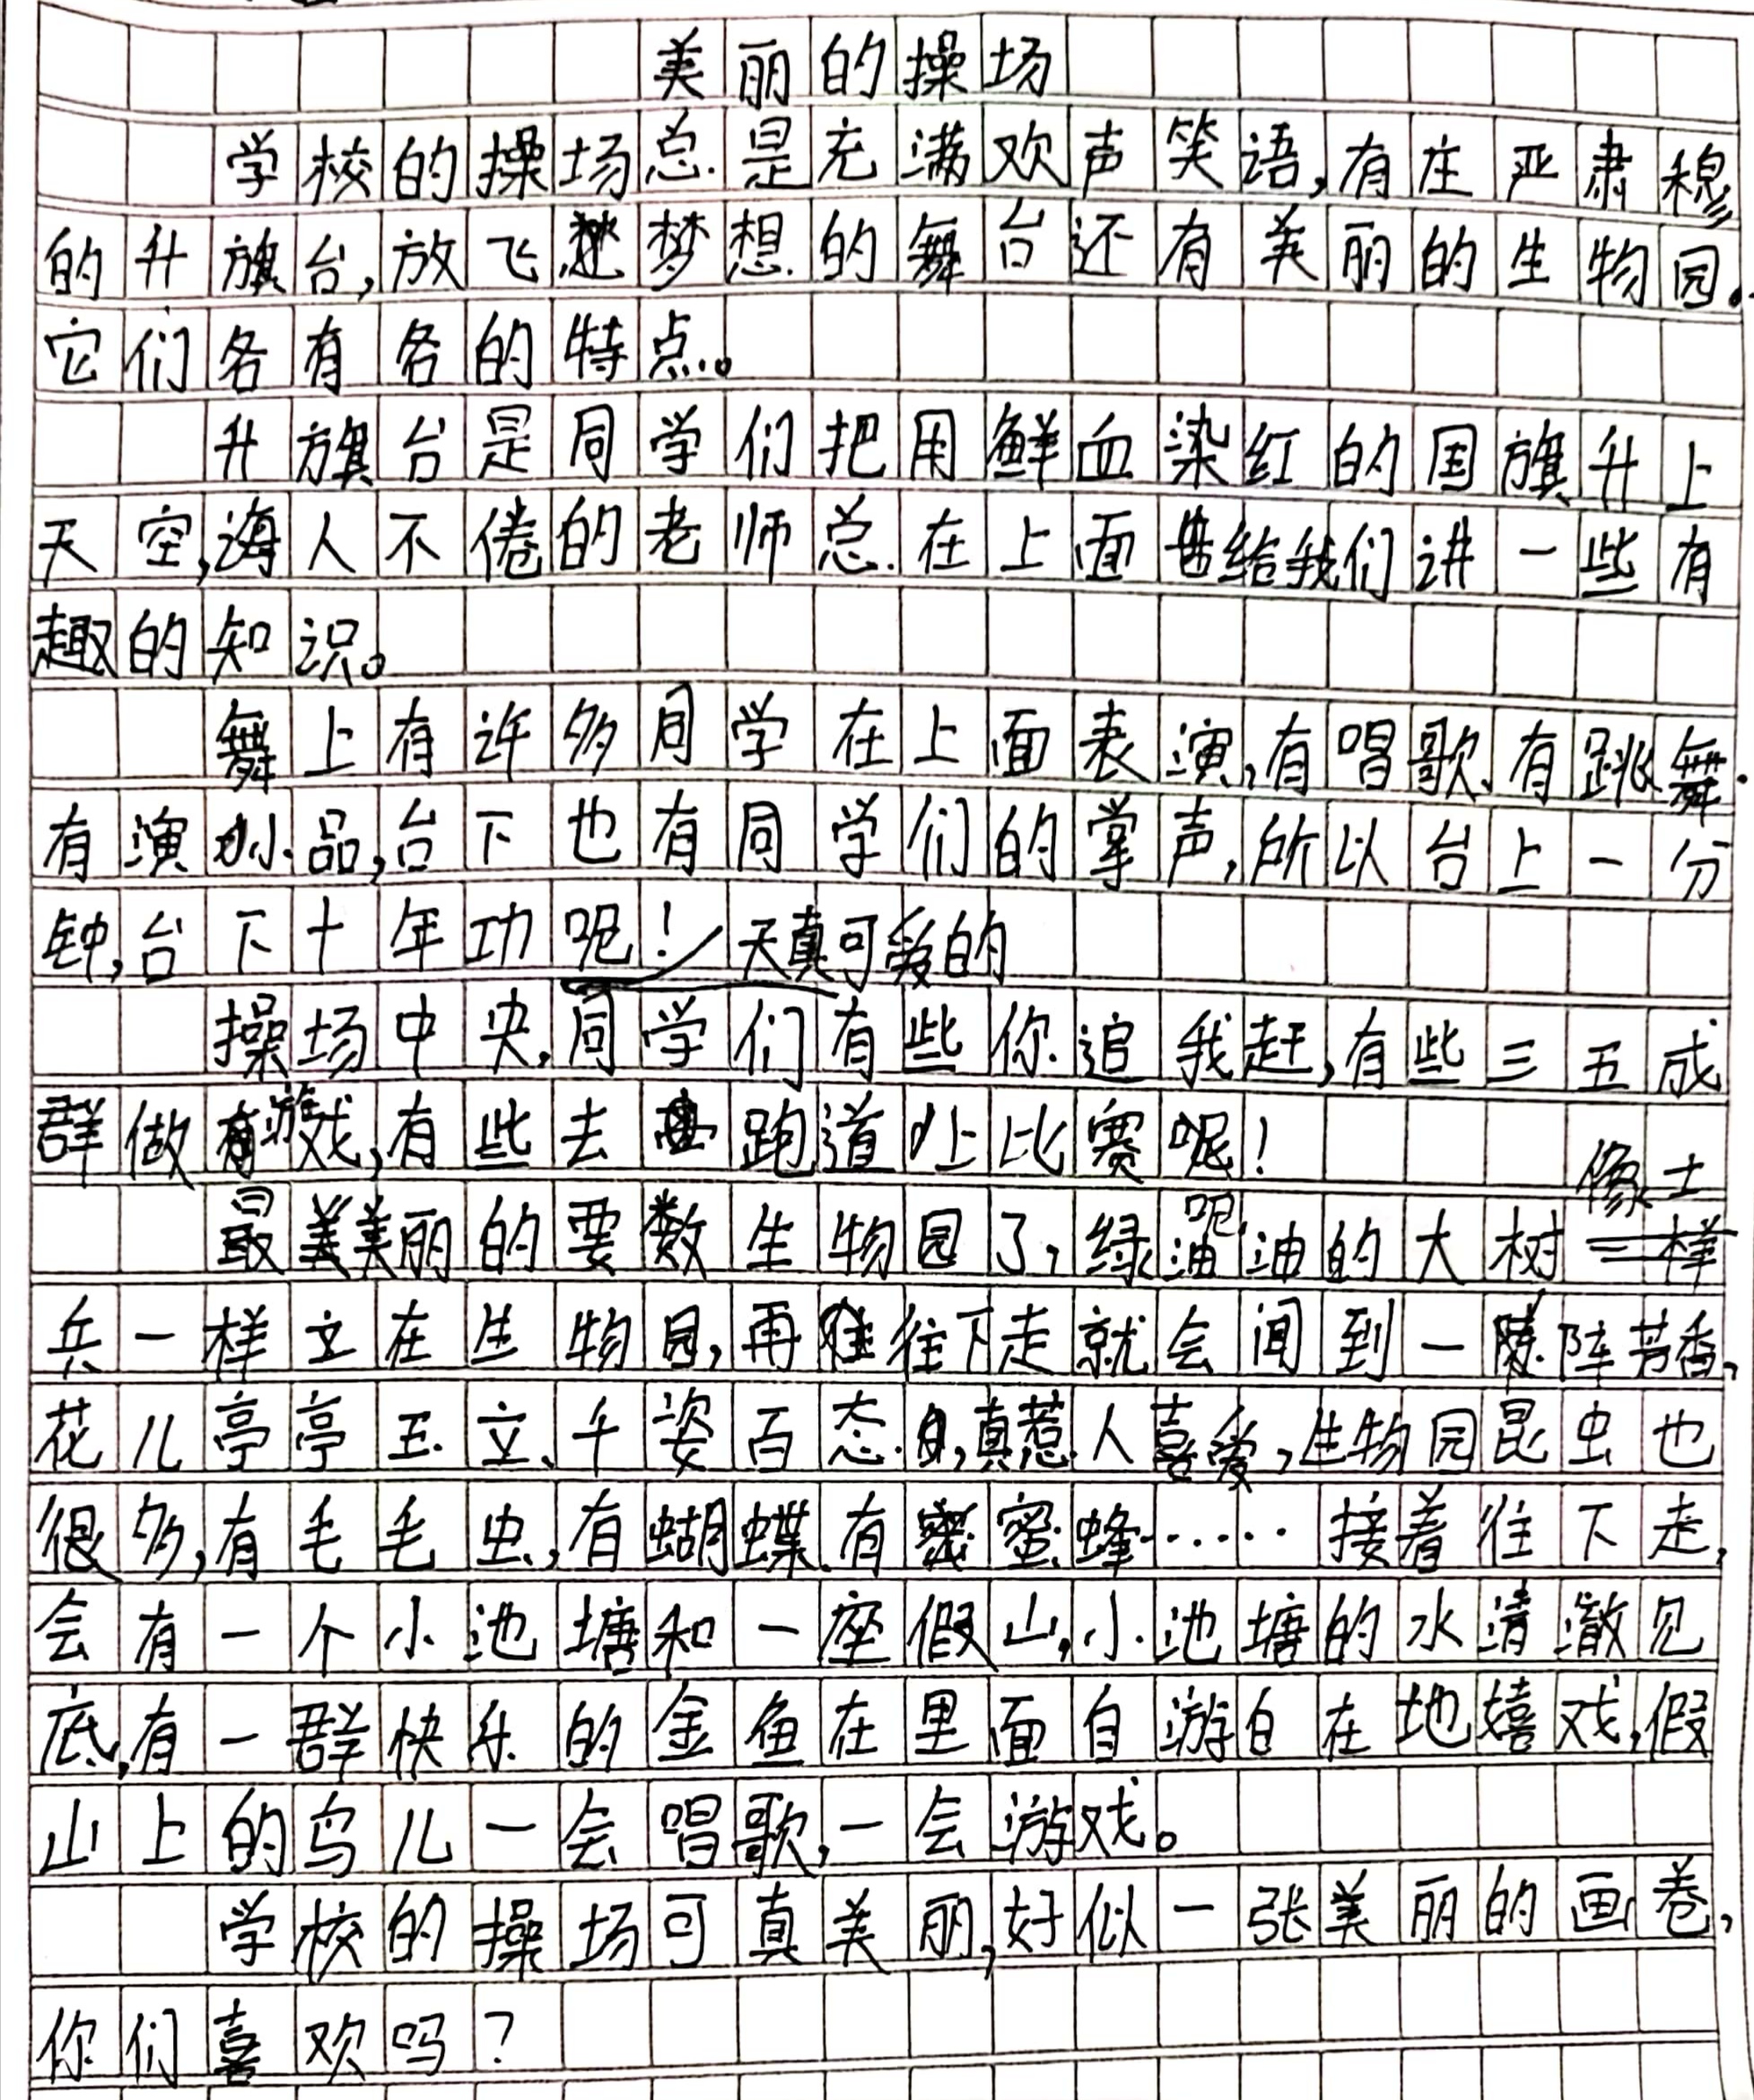 美丽的操场
学校的操场总是充满欢声笑语,有庄严肃穆
的升旗台,放飞梦想的舞台还有美丽的生物园。
它们各有各的特点。
升旗台是同学们把用鲜血染红的国旗升上
天空,海人不倦的老师总在上面给我们讲一些有
趣的知识。
舞上有许多同学在上面表演,有唱歌、有跳舞、
有演小品,台下也有同学们的掌声,所以台上一分
钟,台下十年功呢!天真可爱的
操场中央,同学们有些你追我赶,有些三五成
群做游戏,有些去跑道上比赛呢!
像士
最美丽的要数生物园了,绿油油的大树
兵一样立在生物园,再往下走就会闻到一阵阵芳香,
花儿亭亭玉立、千姿百态,真惹人喜爱,生物园昆虫也
很多,有毛毛虫,有蝴蝶、有蜜蜂……接着往下走,
会有一个小池塘和一座假山,小池塘的水清澈见
底,有一群快乐的金鱼在里面自游自在地嬉戏,假
山上的鸟儿一会唱歌,一会游戏。
学校的操场可真美丽,好似一张美丽的画卷,
你们喜欢吗?